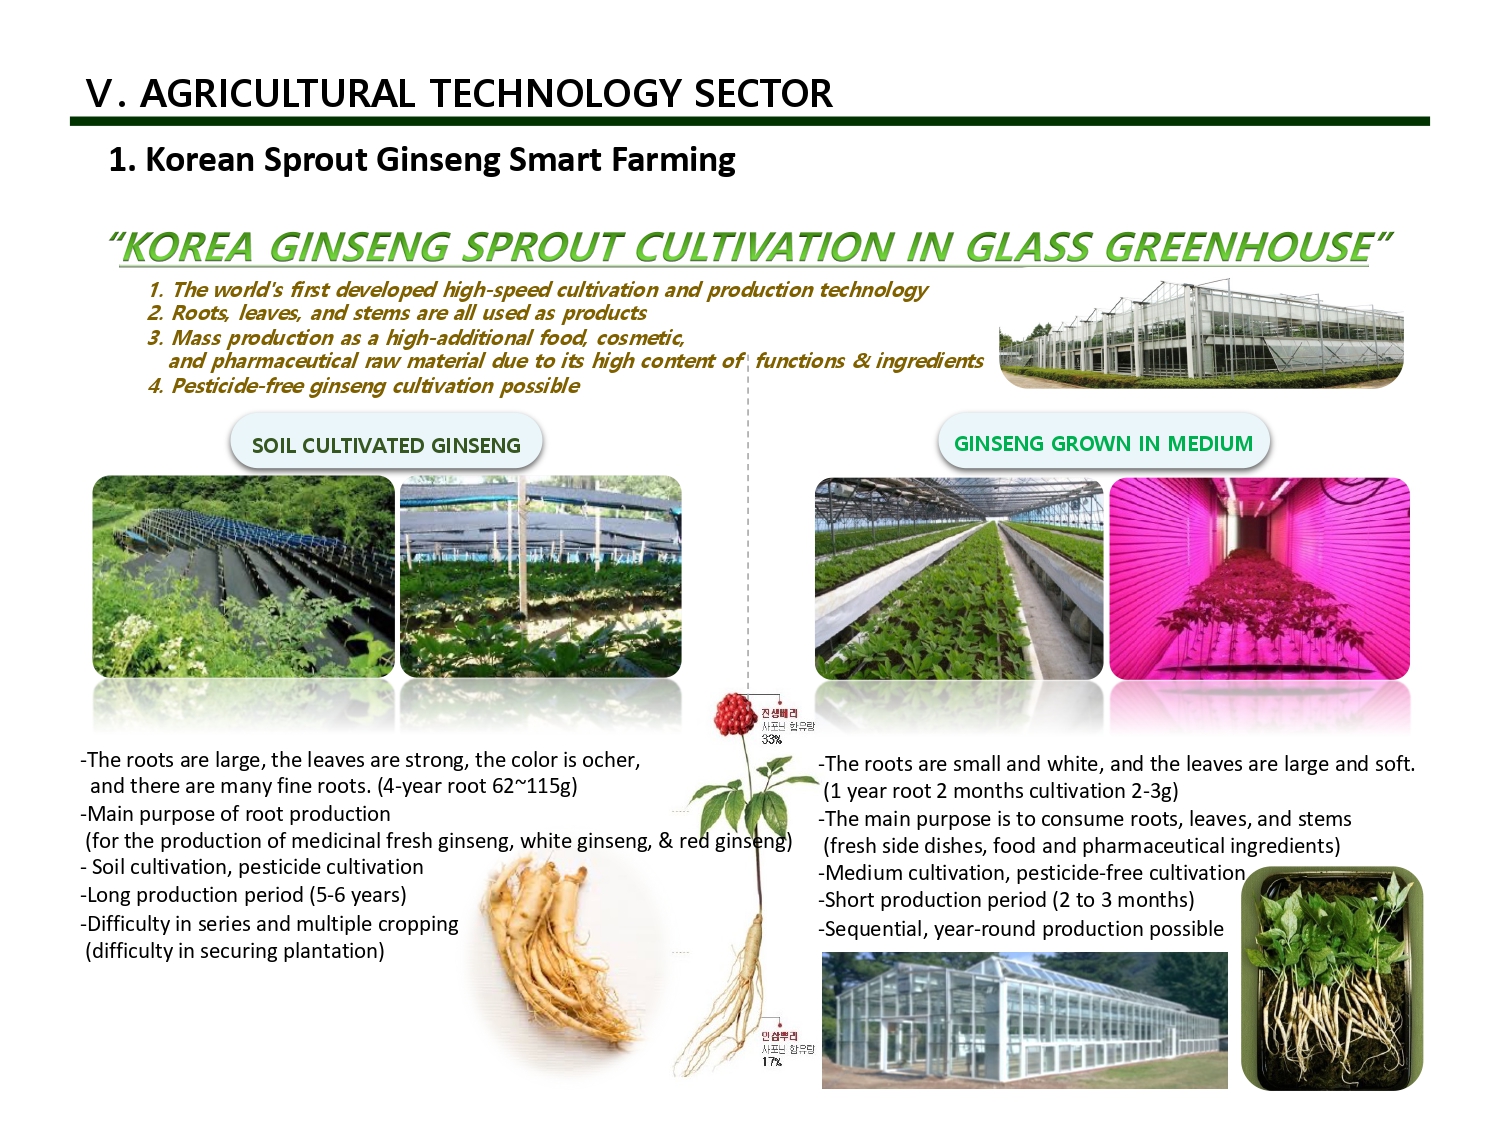 V. AGRICULTURAL TECHNOLOGY SECTOR
1. Korean Sprout Ginseng Smart Farming
“KOREA GINSENG SPROUT CULTIVATION IN GLASS GREENHOUSE”
1. The world's first developed high-speed cultivation and production technology
2. Roots, leaves, and stems are all used as products
3. Mass production as a high-additional food, cosmetic,
and pharmaceutical raw material due to its high content of functions & ingredients
4. Pesticide-free ginseng cultivation possible
SOIL CULTIVATED GINSENG
-The roots are large, the leaves are strong, the color is ocher,
and there are many fine roots. (4-year root 62~115g)
-Main purpose of root production
(for the production of medicinal fresh ginseng, white ginseng, & red ginseng)
- Soil cultivation, pesticide cultivation
-Long production period (5-6 years)
-Difficulty in series and multiple cropping
(difficulty in securing plantation)
진생베리
사포닌 함유량
33%
인삼뿌리
사포닌 함유량
17%
GINSENG GROWN IN MEDIUM
-The roots are small and white, and the leaves are large and soft.
(1 year root 2 months cultivation 2-3g)
-The main purpose is to consume roots, leaves, and stems
(fresh side dishes, food and pharmaceutical ingredients)
-Medium cultivation, pesticide-free cultivation
-Short production period (2 to 3 months)
-Sequential, year-round production possible